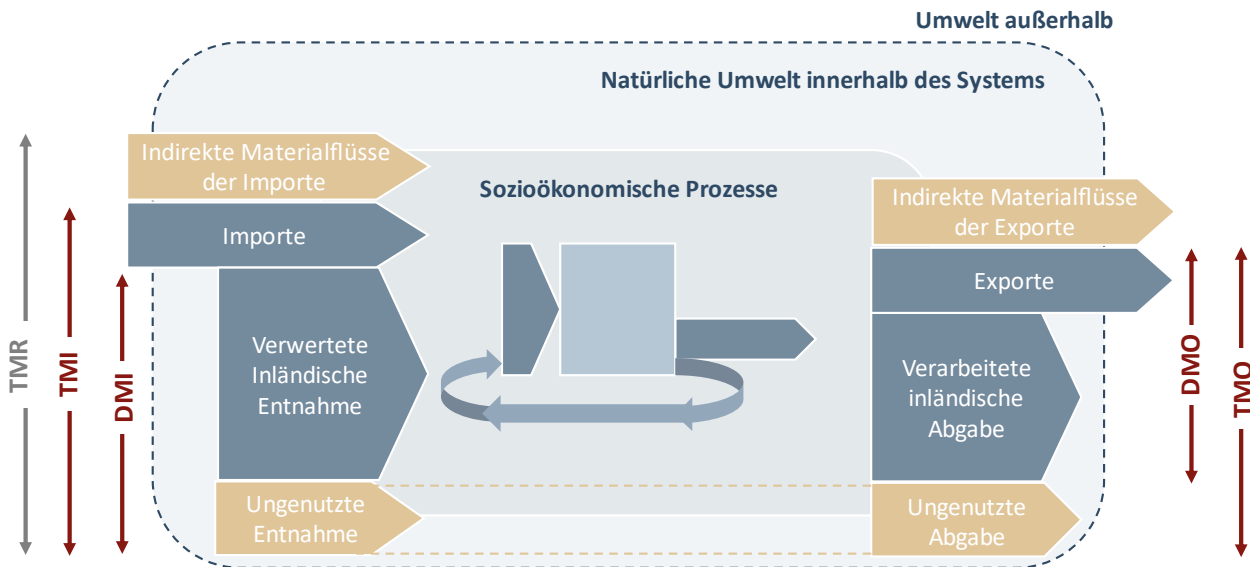 Umwelt außerhalb
Natürliche Umwelt innerhalb des Systems
Indirekte Materialflüsse
der Importe
Sozioökonomische Prozesse
Indirekte Materialflüsse
der Exporte
Importe
Exporte
Verwertete
Inländische
Entnahme
Verarbeitete
inländische
Abgabe
TMR
TMI
DMI
DMO
TMO
Ungenutzte
Entnahme
Ungenutzte
Abgabe